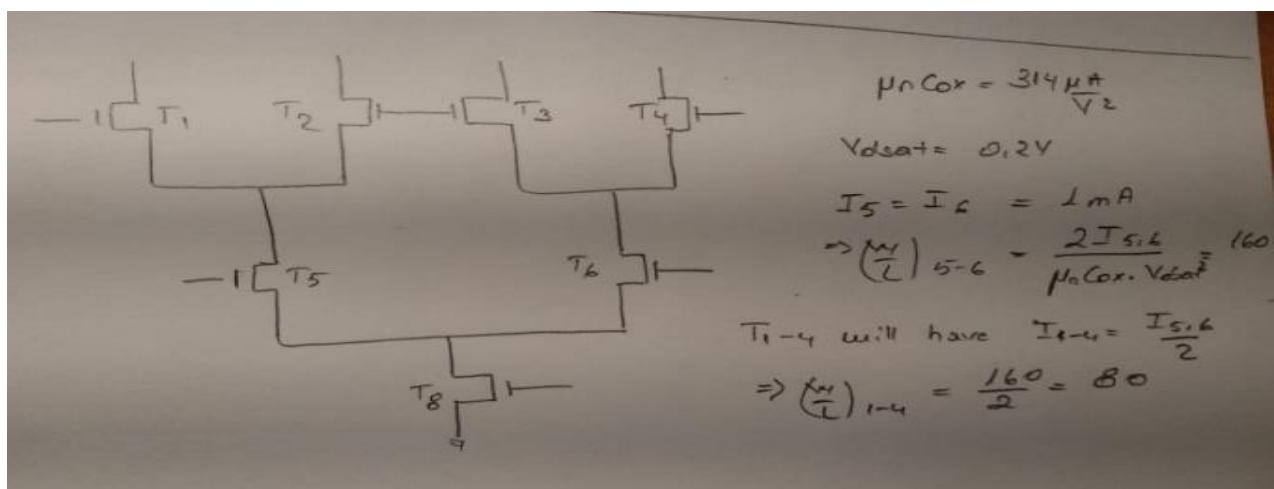 T1
T2
T3
T4
T5
T6
T8
μnCox = 314 μA/V2
Vdsat = 0.2V
I5 = I6 = 1mA
=> (W/L) 5-6 = 2I5,6 / μnCox. Vdsat² = 160
T1-4 will have I1-4 = I5,6/2
=> (W/L) 1-4 = 160/2 = 80